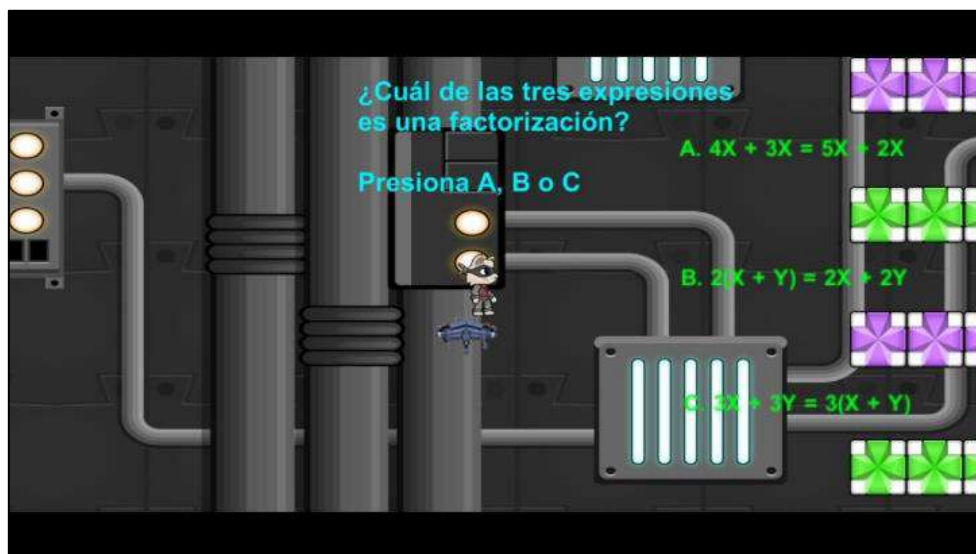 ¿Cuál de las tres expresiones
es una factorización?
Presiona A, B o C
A. 4X + 3X = 5X + 2X
B. 2(X + Y) = 2X + 2Y
C. 3X + 3Y = 3(X + Y)